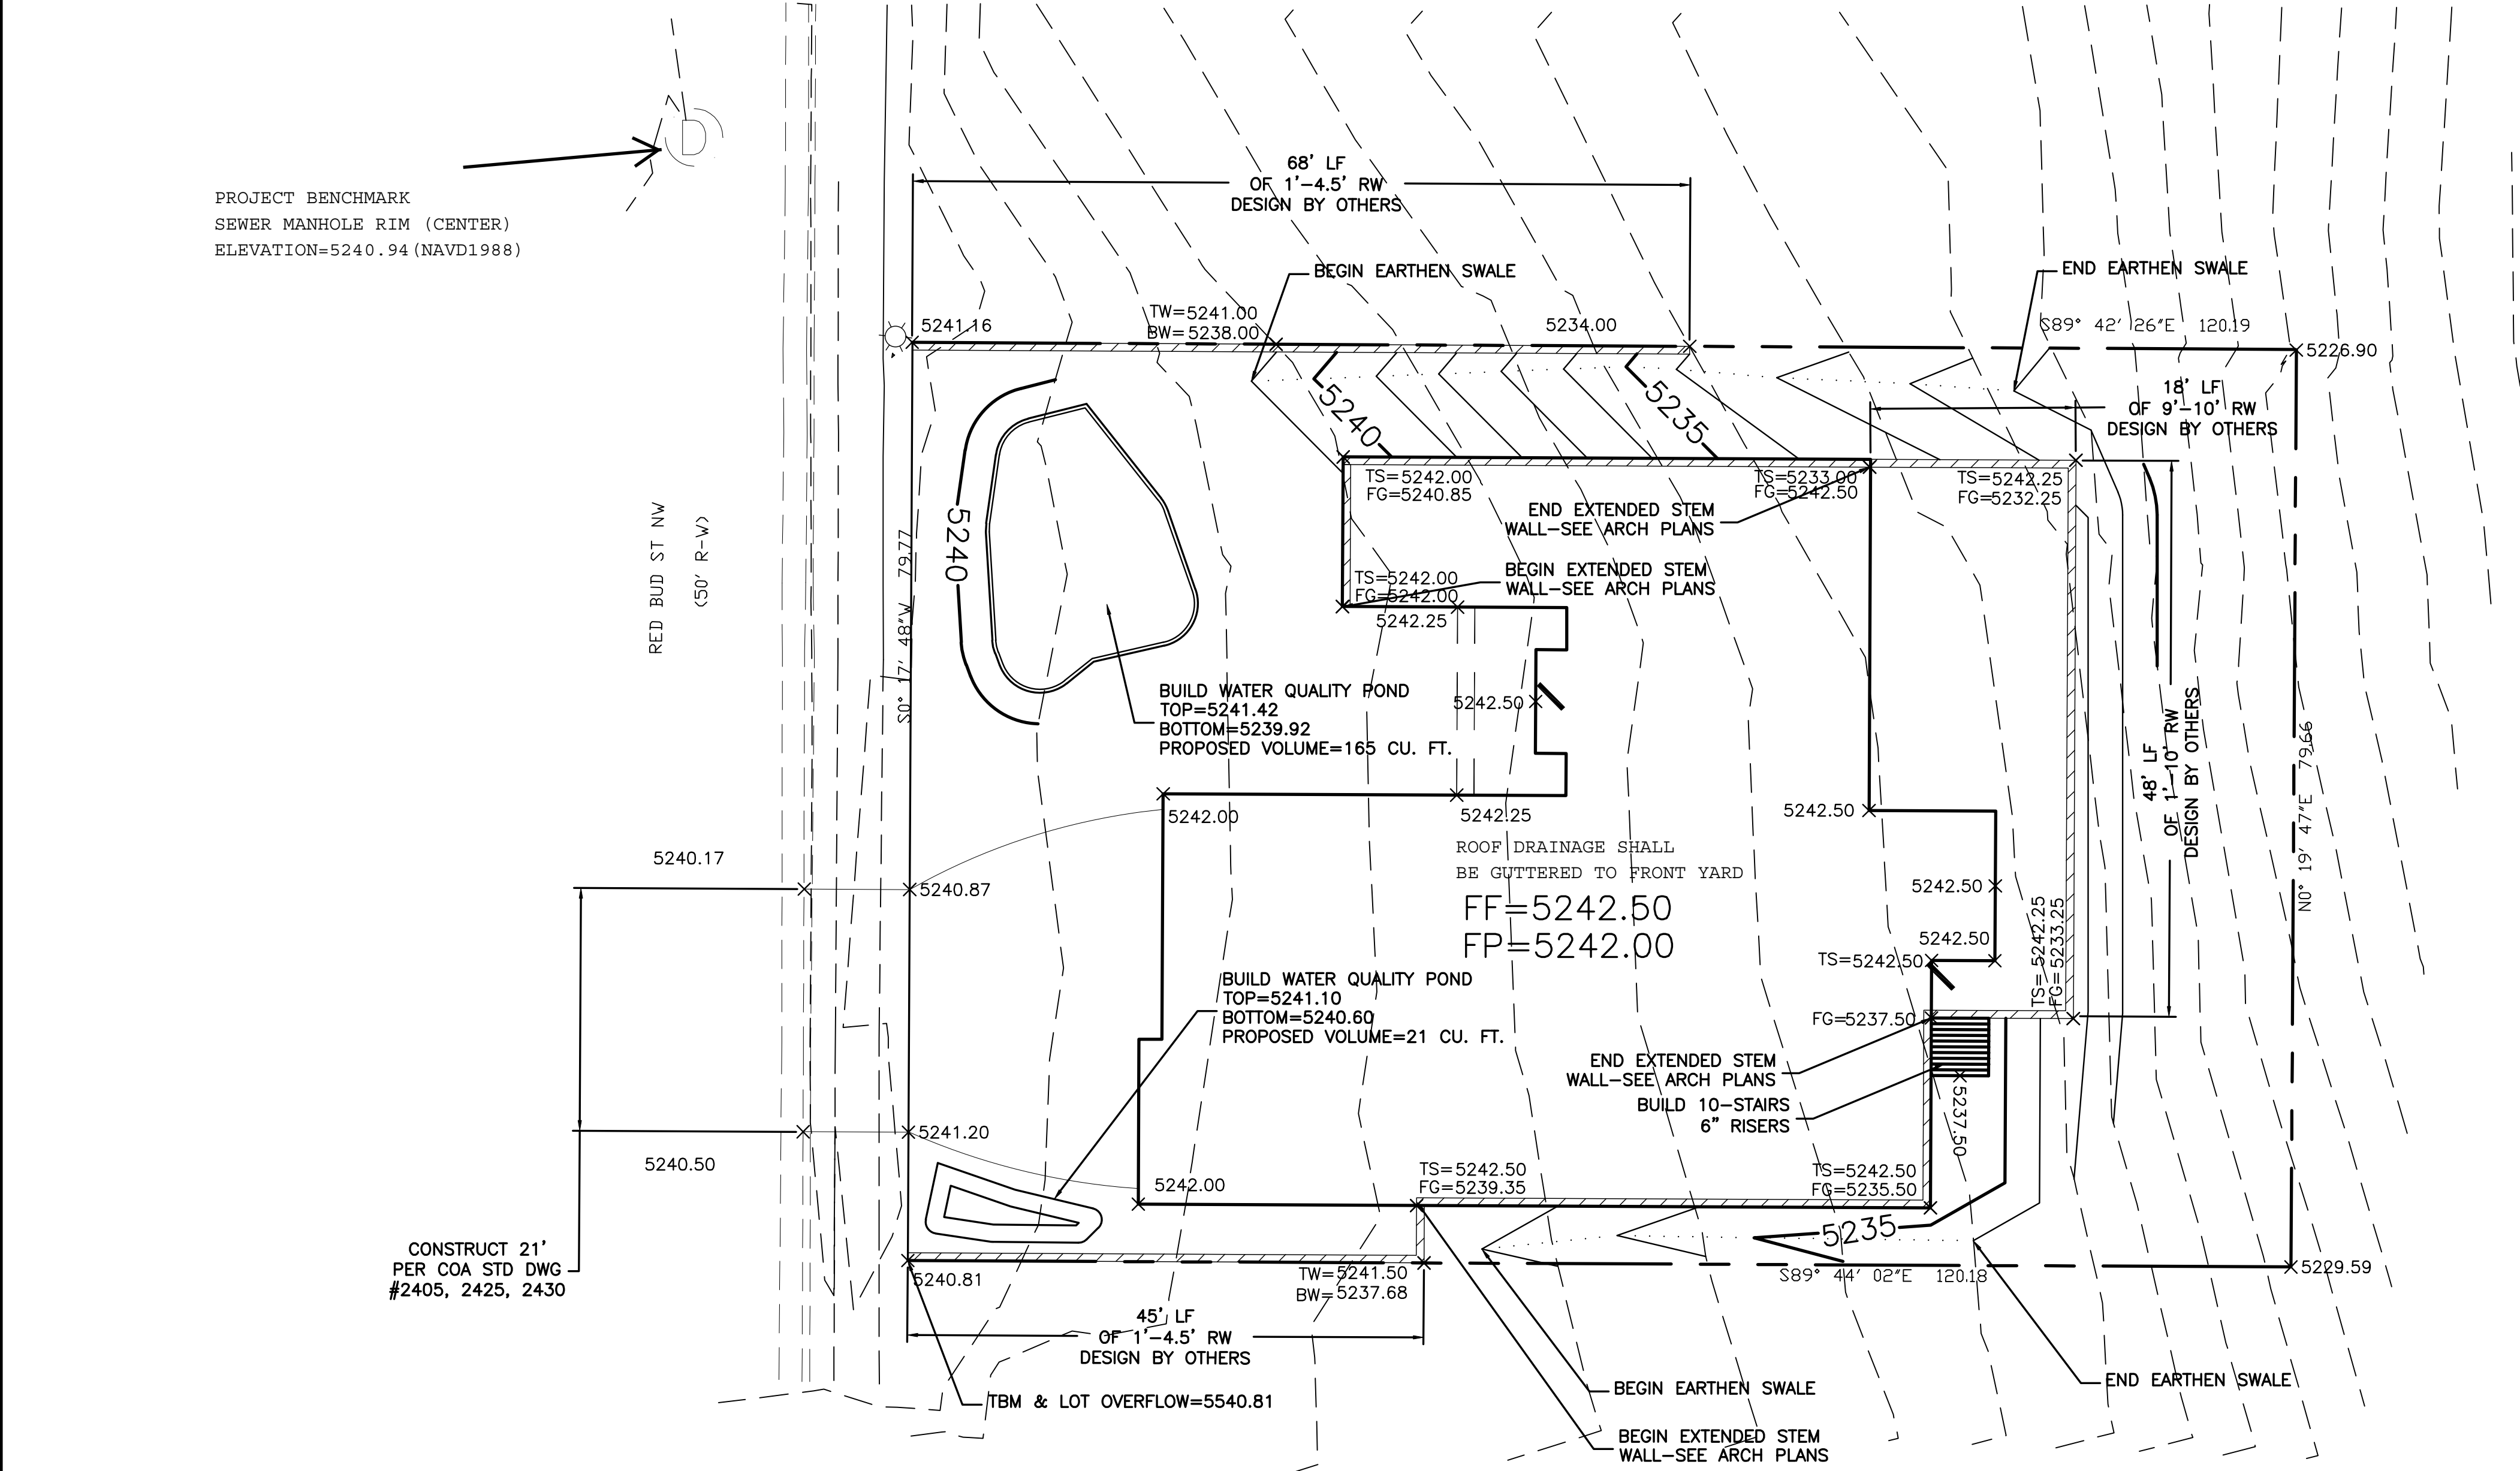 68' LF
OF 1'-4.5' RW
DESIGN BY OTHERS
D
PROJECT BENCHMARK
SEWER MANHOLE RIM (CENTER)
ELEVATION=5240.94(NAVD1988)
BEGIN EARTHEN SWALE
END EARTHEN SWALE
5241.16
TW=5241.00
BW=5238.00
5234.00
S89° 42' 26"E 120.19
5226.90
18' LF
OF 9'-10' RW
DESIGN BY OTHERS
5240
5235
TS=5242.00
FG=5240.85
TS=5233.00
FG=5242.50
TS=5242.25
FG=5232.25
END EXTENDED STEM
WALL-SEE ARCH PLANS
5240
RED BUD ST NW
(50' R-W)
S0° 17' 48"W 79.77
TS=5242.00
FG=5242.00
BEGIN EXTENDED STEM
WALL-SEE ARCH PLANS
5242.25
BUILD WATER QUALITY POND
TOP=5241.42
BOTTOM=5239.92
PROPOSED VOLUME=165 CU. FT.
5242.50
48' LF
OF 1'-10' RW
DESIGN BY OTHERS
N0° 19' 47"E 79.66
5242.00
5242.25
5242.50
ROOF DRAINAGE SHALL
BE GUTTERED TO FRONT YARD
5240.17
5240.87
5242.50
FF=5242.50
FP=5242.00
5242.50
TS=5242.50
TS=5242.25
FG=5233.25
BUILD WATER QUALITY POND
TOP=5241.10
BOTTOM=5240.60
PROPOSED VOLUME=21 CU. FT.
FG=5237.50
END EXTENDED STEM
WALL-SEE ARCH PLANS
BUILD 10-STAIRS
6" RISERS
5237.50
5241.20
5240.50
5242.00
TS=5242.50
FG=5239.35
TS=5242.50
FG=5235.50
5235
CONSTRUCT 21'
PER COA STD DWG
#2405, 2425, 2430
5240.81
TW=5241.50
BW=5237.68
S89° 44' 02"E 120.18
5229.59
45' LF
OF 1'-4.5' RW
DESIGN BY OTHERS
TBM & LOT OVERFLOW=5540.81
BEGIN EARTHEN SWALE
END EARTHEN SWALE
BEGIN EXTENDED STEM
WALL-SEE ARCH PLANS